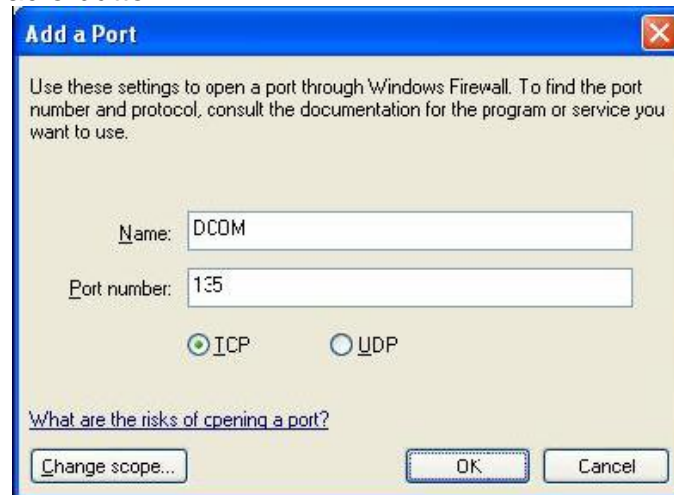 Add a Port
Use these settings to open a port through Windows Firewall. To find the port
number and protocol, consult the documentation for the program or service you
want to use.
Name: DCOM
Port number: 135
TCP UDP
What are the risks of opening a port?
Change scope... OK Cancel